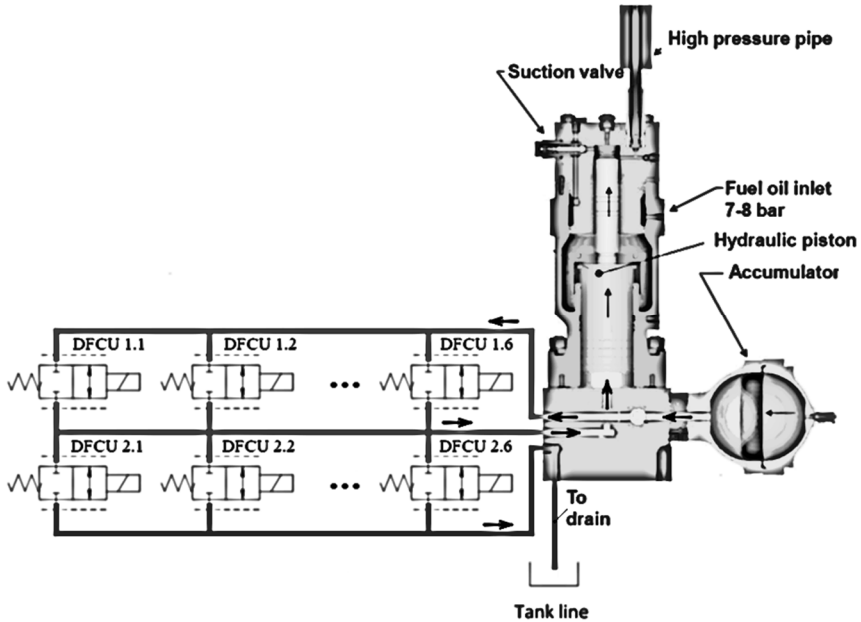 High pressure pipe
Suction valve
Fuel oil inlet
7-8 bar
Hydraulic piston
Accumulator
DFCU 1.1
DFCU 1.2
DFCU 1.6
DFCU 2.1
DFCU 2.2
DFCU 2.6
To
drain
Tank line